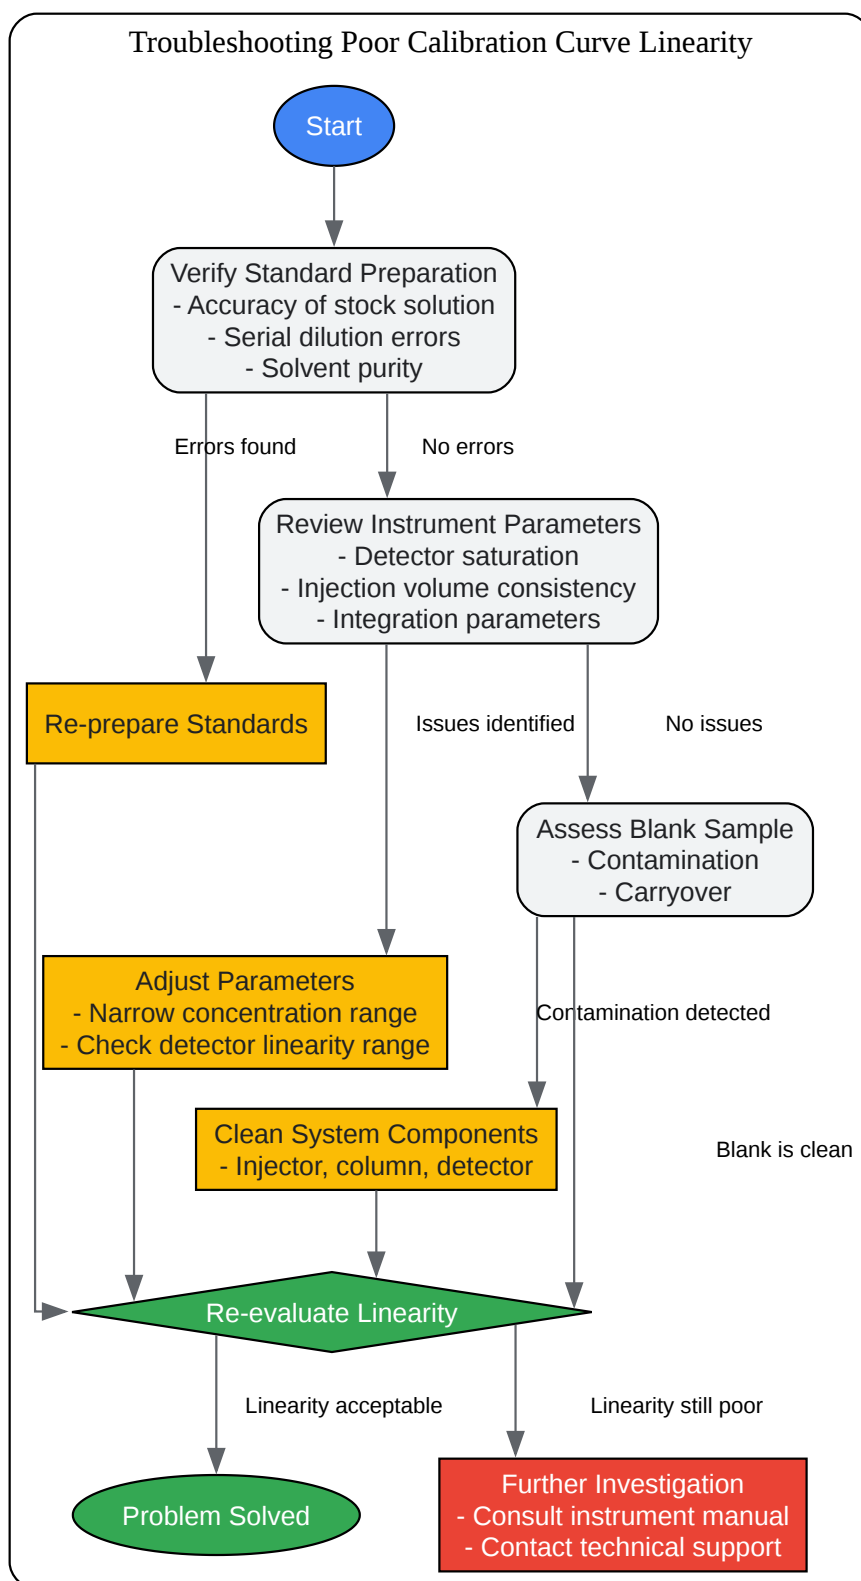 Troubleshooting Poor Calibration Curve Linearity
Start
Verify Standard Preparation
- Accuracy of stock solution
- Serial dilution errors
- Solvent purity
Errors found
No errors
Review Instrument Parameters
- Detector saturation
- Injection volume consistency
- Integration parameters
Re-prepare Standards
Issues identified
No issues
Assess Blank Sample
- Contamination
- Carryover
Adjust Parameters
- Narrow concentration range
- Check detector linearity range
Contamination detected
Clean System Components
- Injector, column, detector
Blank is clean
Re-evaluate Linearity
Linearity acceptable
Linearity still poor
Problem Solved
Further Investigation
- Consult instrument manual
- Contact technical support